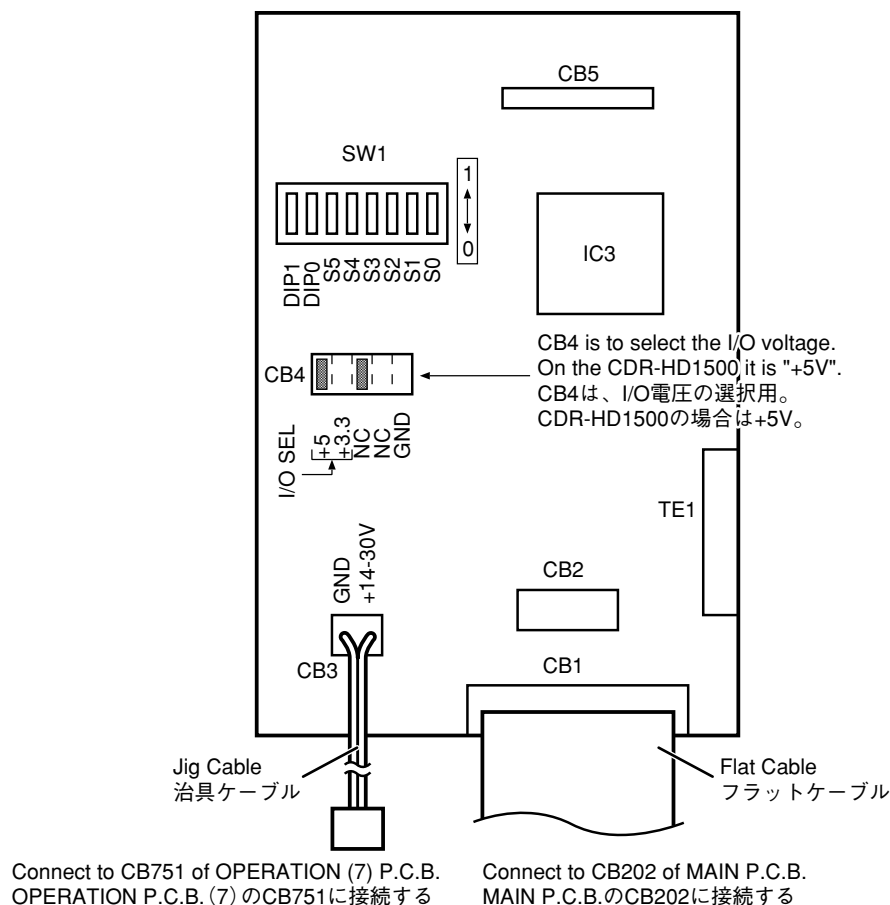 CB5
SW1
1
0
DIP1
DIP0
S5
S4
S3
S2
S1
S0
IC3
CB4
CB4 is to select the I/O voltage.
On the CDR-HD1500 it is "+5V".
CB4は、I/O電圧の選択用。
CDR-HD1500の場合は+5V。
I/O SEL
+5
+3.3
NC
NC
GND
TE1
GND
+14-30V
CB2
CB3
CB1
Jig Cable
治具ケーブル
Flat Cable
フラットケーブル
Connect to CB751 of OPERATION (7) P.C.B.
OPERATION P.C.B. (7) のCB751に接続する
Connect to CB202 of MAIN P.C.B.
MAIN P.C.B.のCB202に接続する